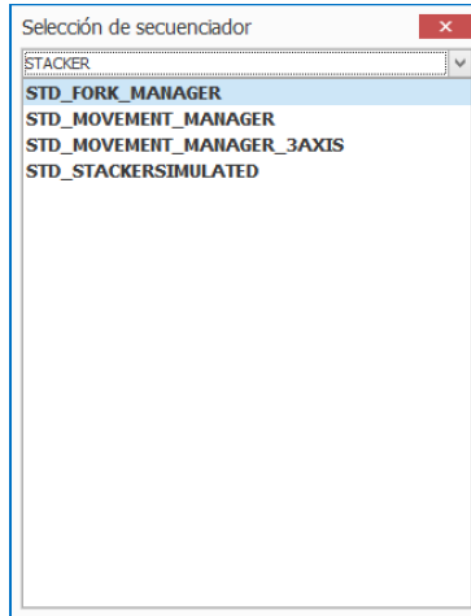 Selección de secuenciador
STACKER
STD_FORK_MANAGER
STD_MOVEMENT_MANAGER
STD_MOVEMENT_MANAGER_3AXIS
STD_STACKERSIMULATED